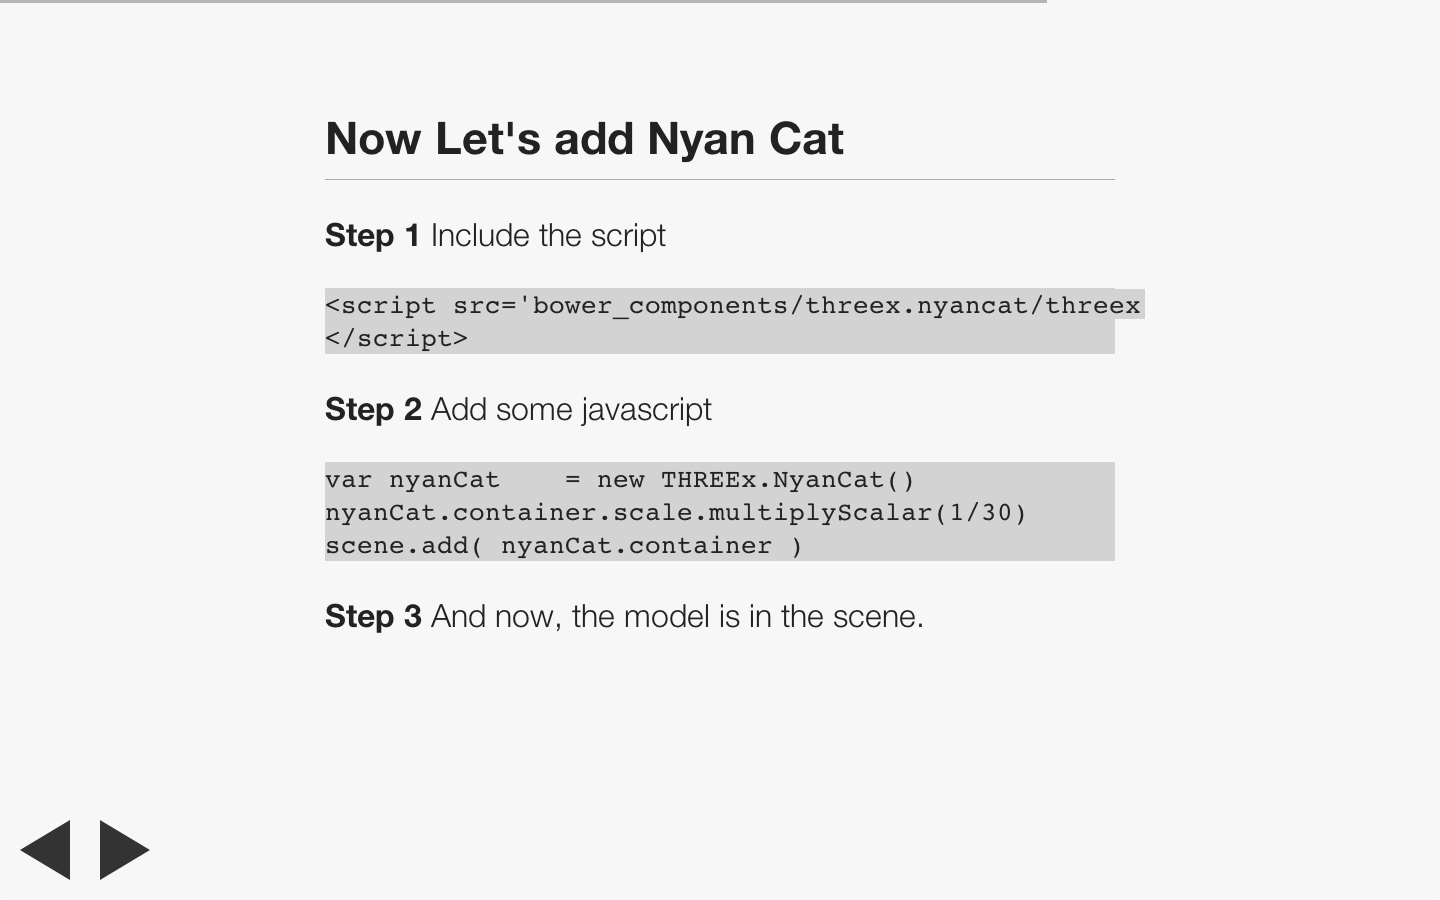 Now Let's add Nyan Cat
Step 1 Include the script
<script src='bower_components/threex.nyancat/threex
</script>
Step 2 Add some javascript
var nyanCat    = new THREEx.NyanCat()
nyanCat.container.scale.multiplyScalar(1/30)
scene.add( nyanCat.container )
Step 3 And now, the model is in the scene.